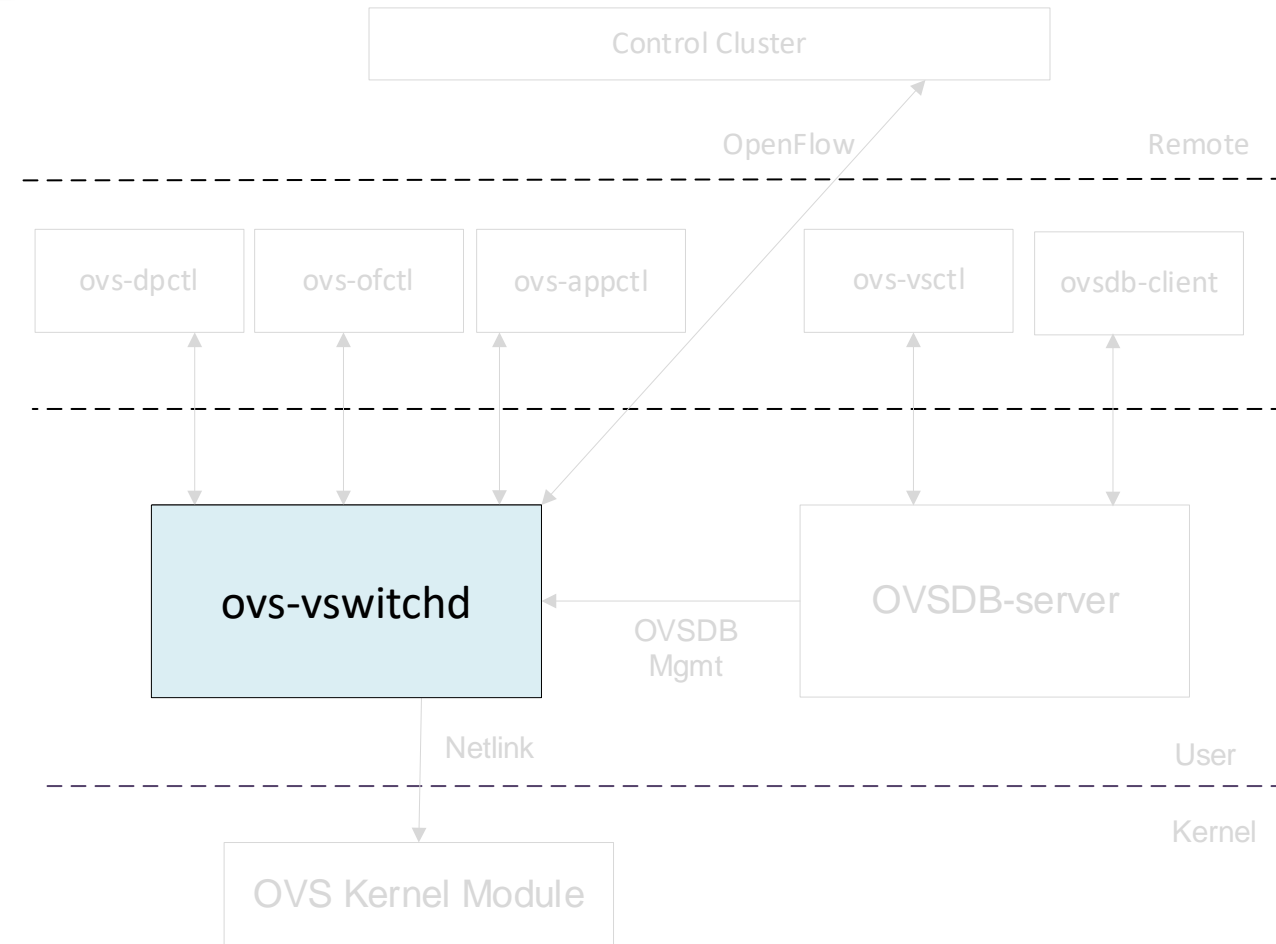 Control Cluster
OpenFlow
Remote
ovs-dpctl
ovs-ofctl
ovs-appctl
ovs-vsctl
ovsdb-client
ovs-vswitchd
OVSDB
Mgmt
OVSDB-server
Netlink
User
Kernel
OVS Kernel Module